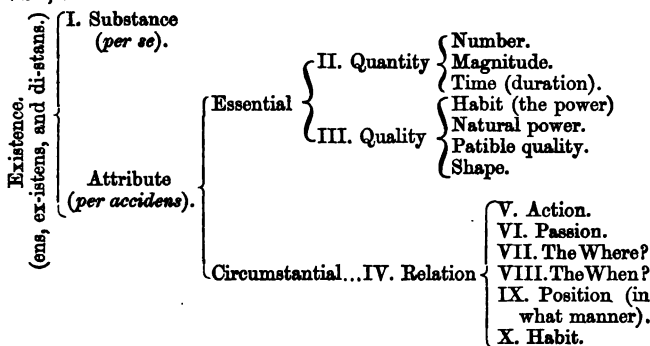 Existence.
(ens, ex-istens, and di-stans.)
I. Substance
(per se).
Attribute
(per accidens).
Essential
II. Quantity
Number.
Magnitude.
Time (duration).
III. Quality
Habit (the power)
Natural power.
Patible quality.
Shape.
Circumstantial...IV. Relation
V. Action.
VI. Passion.
VII. The Where?
VIII. The When?
IX. Position (in
what manner).
X. Habit.